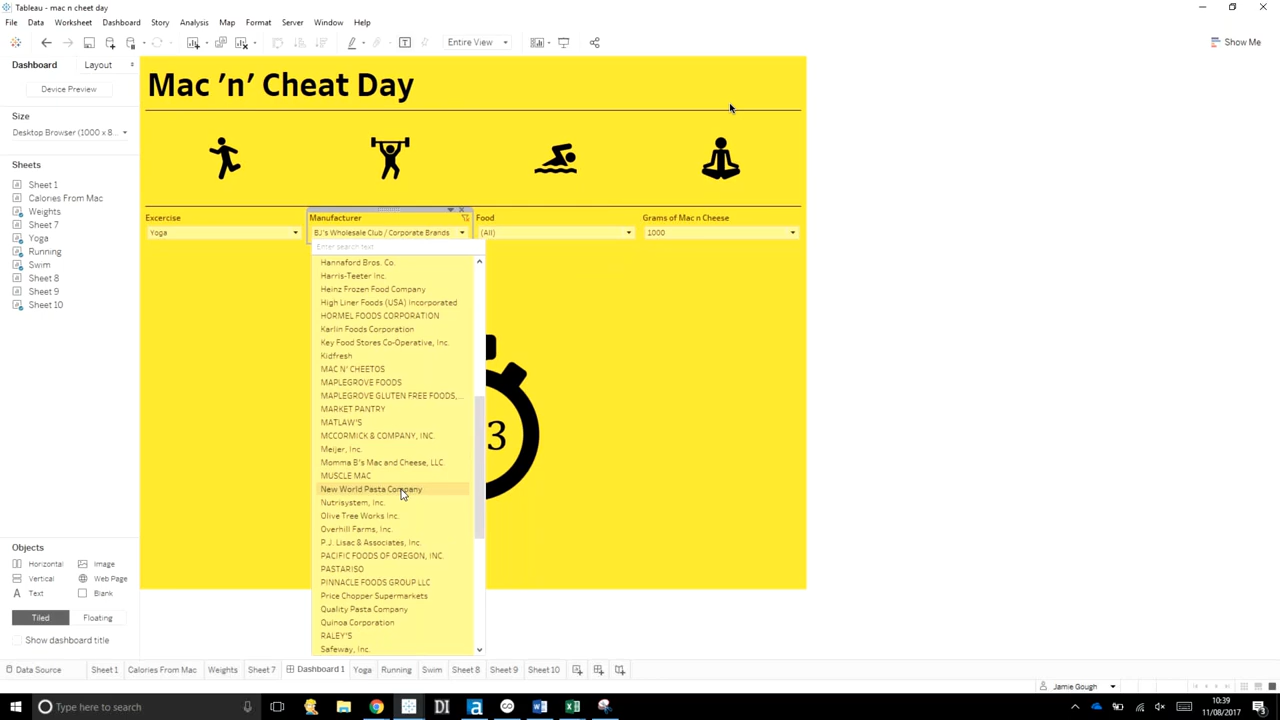 Tableau - mac n cheet day
File Data Worksheet Dashboard Story Analysis Map Format Server Window Help
Entire View
Show Me
Dashboard Layout
Device Preview
Size
Desktop Browser (1000 x 8...
Sheets
Sheet 1
Calories From Mac
Weights
Sheet 7
Yoga
Running
Swim
Sheet 8
Sheet 9
Sheet 10
Objects
Horizontal Image
Vertical Web Page
Text Blank
Tiled Floating
Show dashboard title
Mac 'n' Cheat Day
Excercise Manufacturer Food Grams of Mac n Cheese
Yoga BJ's Wholesale Club / Corporate Brands (All) 1000
Enter search text
Hannaford Bros. Co.
Harris-Teeter Inc.
Heinz Frozen Food Company
High Liner Foods (USA) Incorporated
HORMEL FOODS CORPORATION
Karlin Foods Corporation
Key Food Stores Co-Operative, Inc.
Kidfresh
MAC N' CHEETOS
MAPLEGROVE FOODS
MAPLEGROVE GLUTEN FREE FOODS,...
MARKET PANTRY
MATLAW'S
MCCORMICK & COMPANY, INC.
Meijer, Inc.
Momma B's Mac and Cheese, LLC
MUSCLE MAC
New World Pasta Company
Nutrisystem, Inc.
Olive Tree Works Inc.
Overhill Farms, Inc.
P.J. Lisac & Associates, Inc.
PACIFIC FOODS OF OREGON, INC.
PASTARISO
PINNACLE FOODS GROUP LLC
Price Chopper Supermarkets
Quality Pasta Company
Quinoa Corporation
RALEY'S
Safeway, Inc.
3
Data Source Sheet 1 Calories From Mac Weights Sheet 7 Dashboard 1 Yoga Running Swim Sheet 8 Sheet 9 Sheet 10
Jamie Gough
Type here to search
DI
10:39
11/08/2017
3